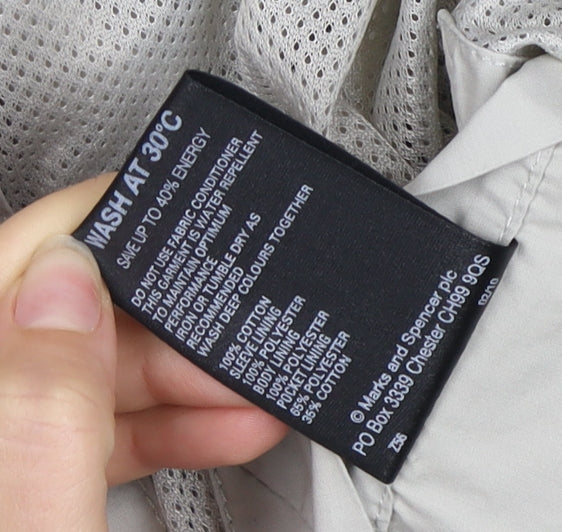 WASH AT 30°C
SAVE UP TO 40% ENERGY
DO NOT USE FABRIC CONDITIONER
THIS GARMENT IS WATER REPELLENT
TO MAINTAIN OPTIMUM
PERFORMANCE
IRON OR TUMBLE DRY AS
RECOMMENDED
WASH DEEP COLOURS TOGETHER
100% COTTON
SLEEVE LINING
100% POLYESTER
BODY LINING
100% POLYESTER
POCKET LINING
65% POLYESTER
35% COTTON
© Marks and Spencer plc
PO Box 3339 Chester CH99 9QS
Z56